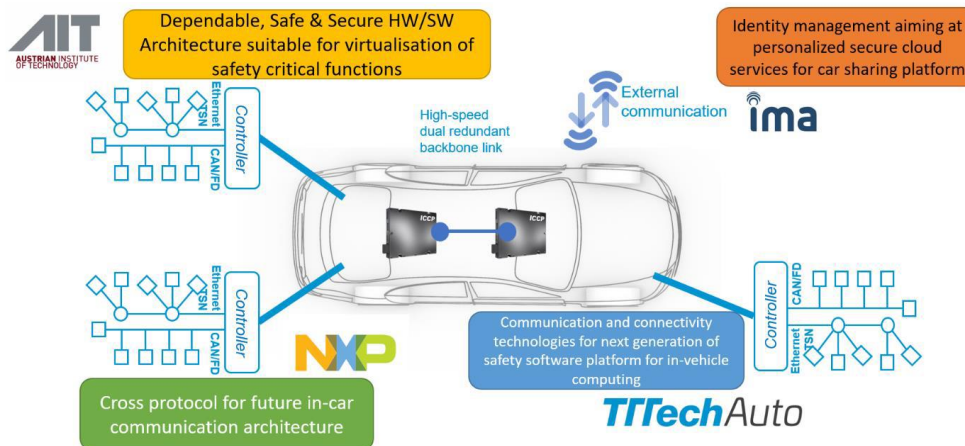 AIT
AUSTRIAN INSTITUTE
OF TECHNOLOGY
Dependable, Safe & Secure HW/SW
Architecture suitable for virtualisation of
safety critical functions
Identity management aiming at
personalized secure cloud
services for car sharing platform
ima
External
communication
High-speed
dual redundant
backbone link
Ethernet
TSN
CAN/FD
Controller
ICCP
ICCP
Ethernet
TSN
CAN/FD
Controller
NXP
Cross protocol for future in-car
communication architecture
Communication and connectivity
technologies for next generation of
safety software platform for in-vehicle
computing
TTTechAuto
Controller
CAN/FD
Ethernet
TSN